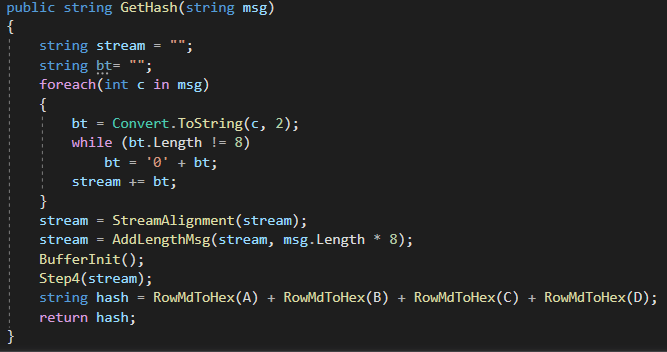 public string GetHash(string msg)
{
string stream = "";
string bt= "";
foreach(int c in msg)
{
bt = Convert.ToString(c, 2);
while (bt.Length != 8)
bt = '0' + bt;
stream += bt;
}
stream = StreamAlignment(stream);
stream = AddLengthMsg(stream, msg.Length * 8);
BufferInit();
Step4(stream);
string hash = RowMdToHex(A) + RowMdToHex(B) + RowMdToHex(C) + RowMdToHex(D);
return hash;
}